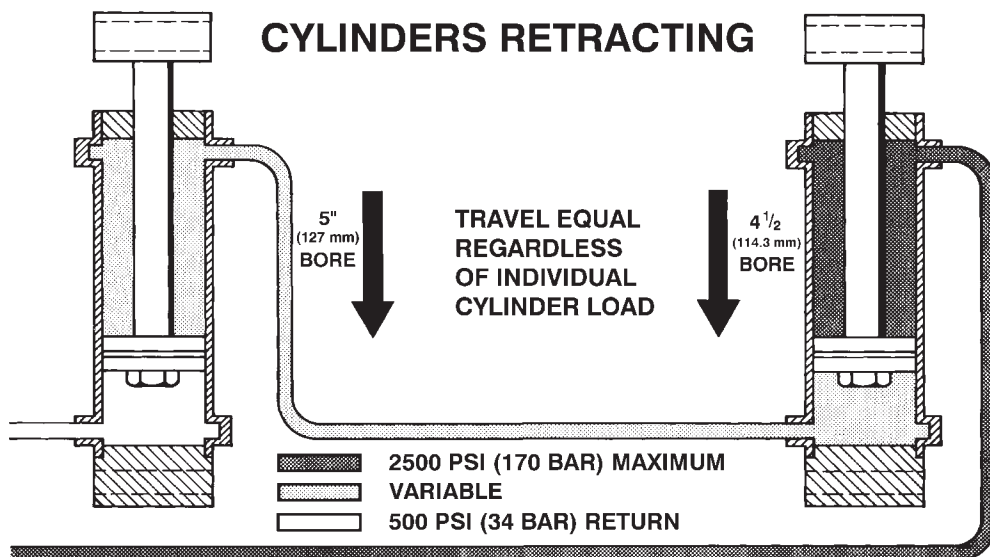 CYLINDERS RETRACTING
5"
(127 mm)
BORE
TRAVEL EQUAL
REGARDLESS
OF INDIVIDUAL
CYLINDER LOAD
4 1/2
(114.3 mm)
BORE
2500 PSI (170 BAR) MAXIMUM
VARIABLE
500 PSI (34 BAR) RETURN